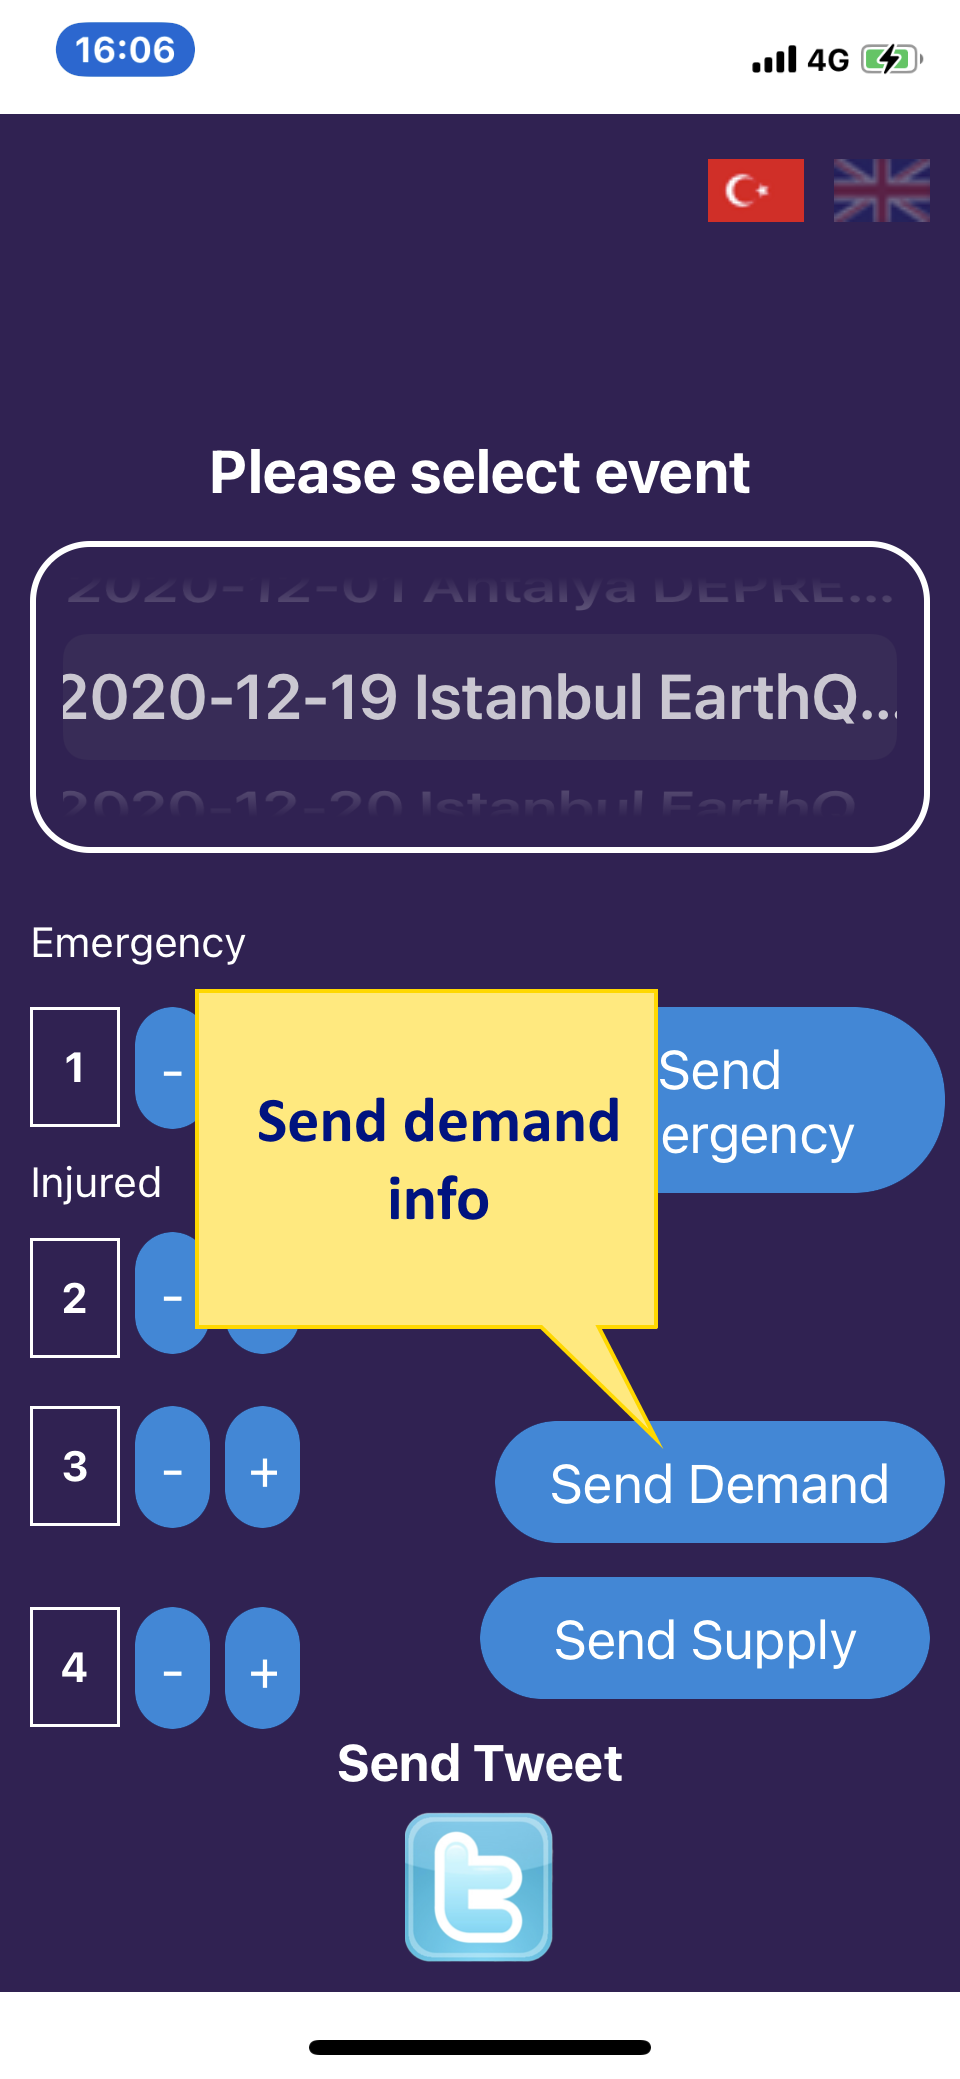 16:06
4G
Please select event
2020-12-01 Antalya DEPRE...
2020-12-19 Istanbul EarthQ...
2020-12-20 Istanbul EarthQ
Emergency
1
-
Send
ergency
Send demand
info
Injured
2
-
3
-
+
Send Demand
4
-
+
Send Supply
Send Tweet
t